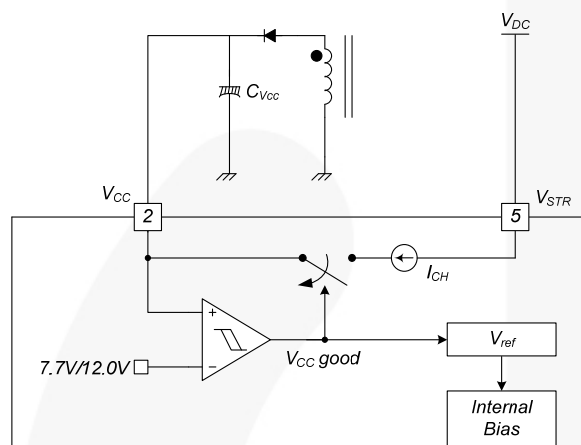 V_DC
C_Vcc
V_CC
2
5
V_STR
I_CH
+
7.7V/12.0V
−
V_CC good
V_ref
Internal
Bias